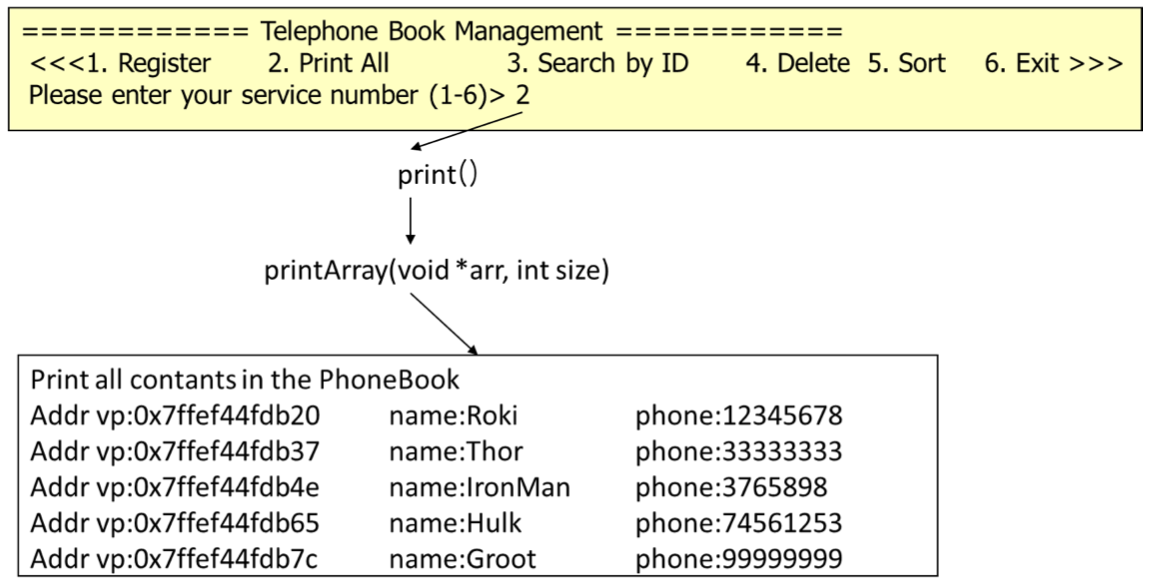 ============ Telephone Book Management ============
<<<1. Register 2. Print All 3. Search by ID 4. Delete 5. Sort 6. Exit >>>
Please enter your service number (1-6)> 2
print()
printArray(void *arr, int size)
Print all contants in the PhoneBook
Addr vp:0x7ffef44fdb20 name:Roki phone:12345678
Addr vp:0x7ffef44fdb37 name:Thor phone:33333333
Addr vp:0x7ffef44fdb4e name:IronMan phone:3765898
Addr vp:0x7ffef44fdb65 name:Hulk phone:74561253
Addr vp:0x7ffef44fdb7c name:Groot phone:99999999